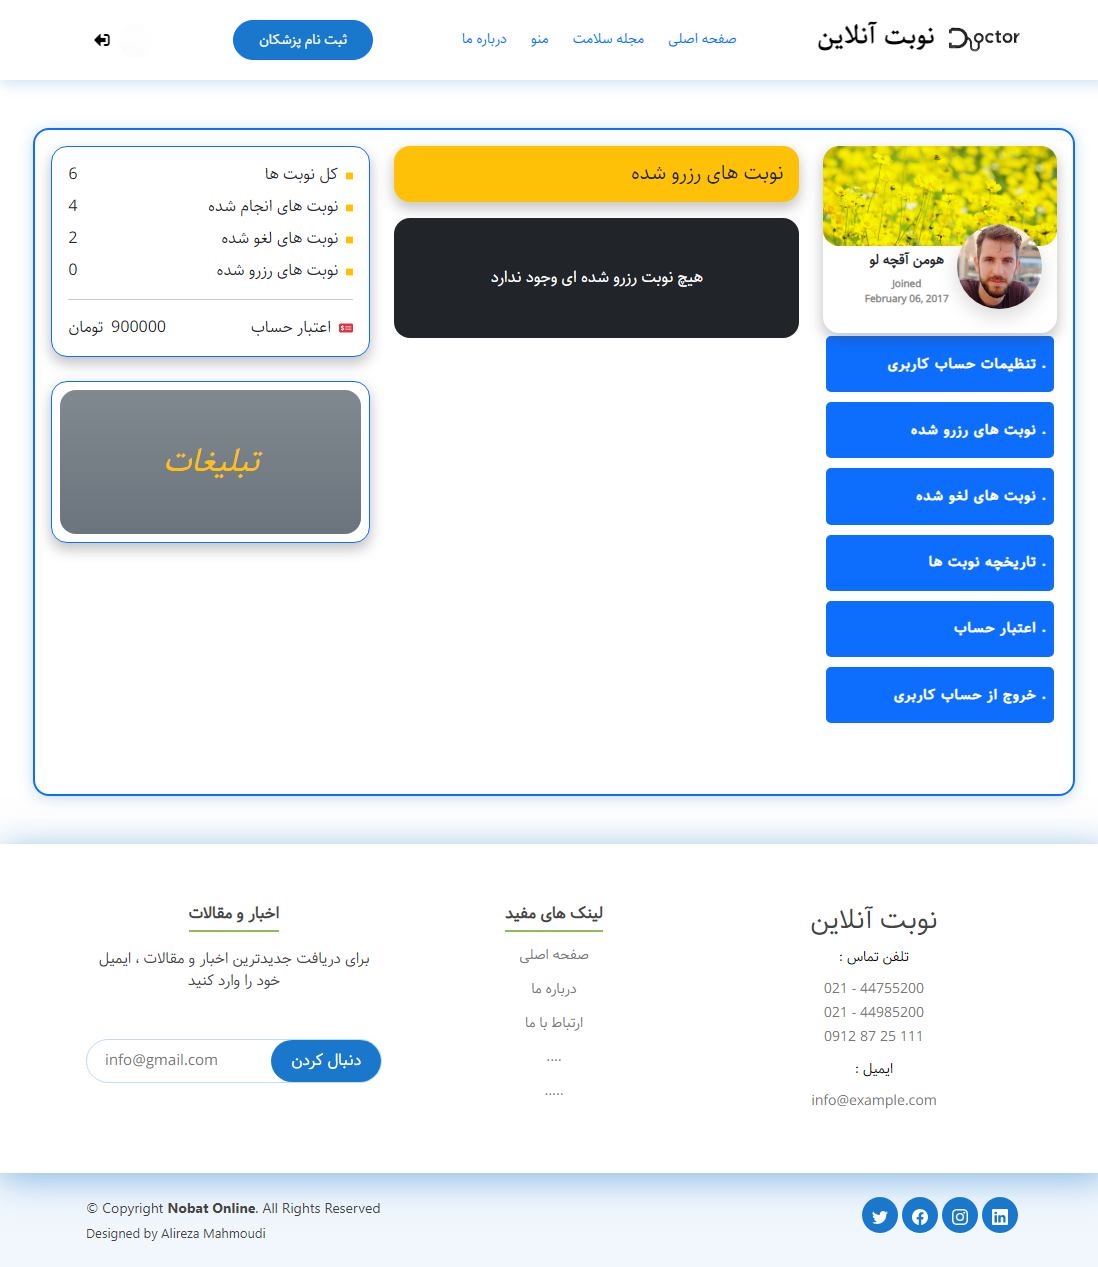 Doctor نوبت آنلاین
صفحه اصلی
مجله سلامت
منو
درباره ما
ثبت نام پزشکان
هومن آقچه لو
Joined
February 06, 2017
. تنظیمات حساب کاربری
. نوبت های رزرو شده
. نوبت های لغو شده
. تاریخچه نوبت ها
. اعتبار حساب
. خروج از حساب کاربری
نوبت های رزرو شده
هیچ نوبت رزرو شده ای وجود ندارد
کل نوبت ها 6
نوبت های انجام شده 4
نوبت های لغو شده 2
نوبت های رزرو شده 0
اعتبار حساب 900000 تومان
تبلیغات
نوبت آنلاین
تلفن تماس :
021 - 44755200
021 - 44985200
0912 87 25 111
ایمیل :
info@example.com
لینک های مفید
صفحه اصلی
درباره ما
ارتباط با ما
....
.....
اخبار و مقالات
برای دریافت جدیدترین اخبار و مقالات ، ایمیل
خود را وارد کنید
info@gmail.com
دنبال کردن
© Copyright Nobat Online. All Rights Reserved
Designed by Alireza Mahmoudi